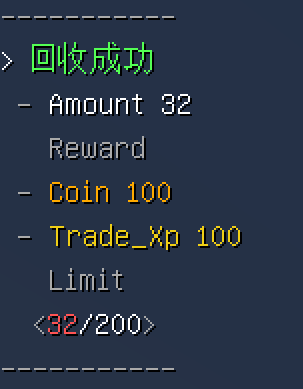 -----------
> 回收成功
- Amount 32
Reward
- Coin 100
- Trade_Xp 100
Limit
<32/200>
-----------